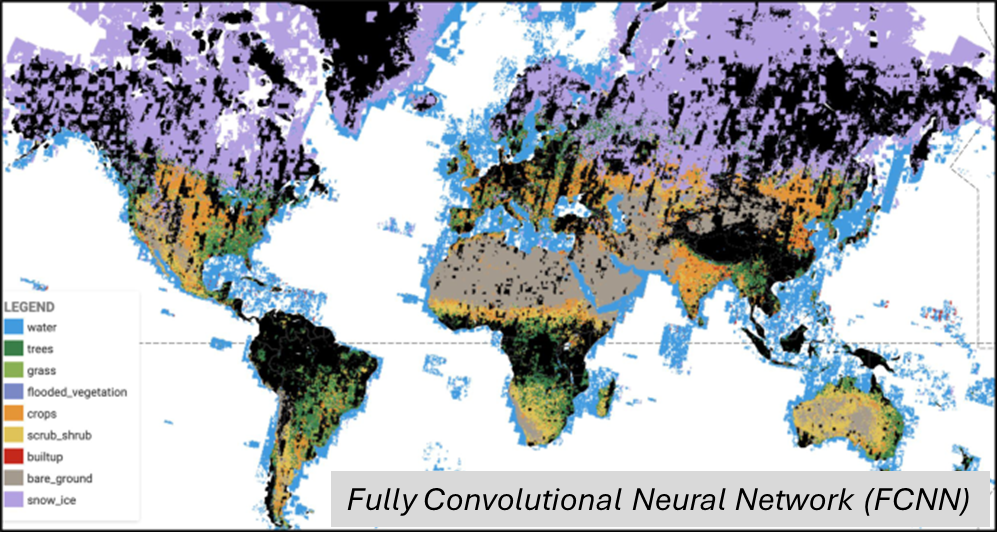 LEGEND
water
trees
grass
flooded_vegetation
crops
scrub_shrub
builtup
bare_ground
snow_ice
Fully Convolutional Neural Network (FCNN)